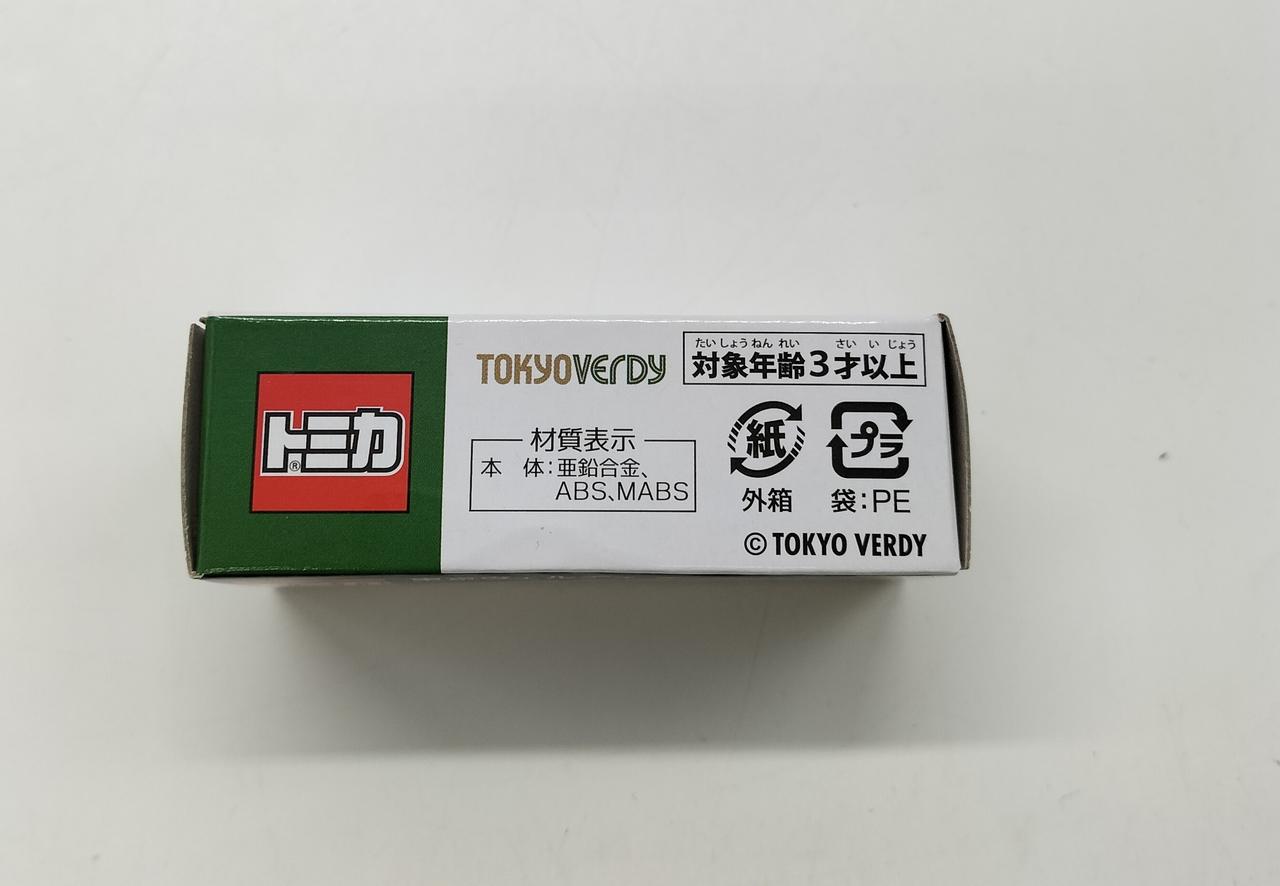 トミカ
®
TOKYO VERDY
たいしょうねんれい さいいじょう
対象年齢3才以上
材質表示
本 体:亜鉛合金、
ABS、MABS
紙
外箱
プラ
袋:PE
© TOKYO VERDY